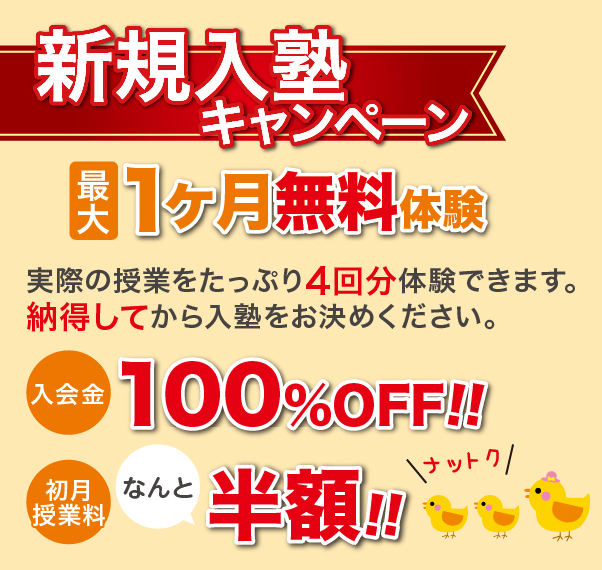 新規入塾
キャンペーン
最大
1ヶ月無料体験
実際の授業をたっぷり4回分体験できます。
納得してから入塾をお決めください。
入会金
100%OFF!!
初月
授業料
なんと
半額!!
ナットク